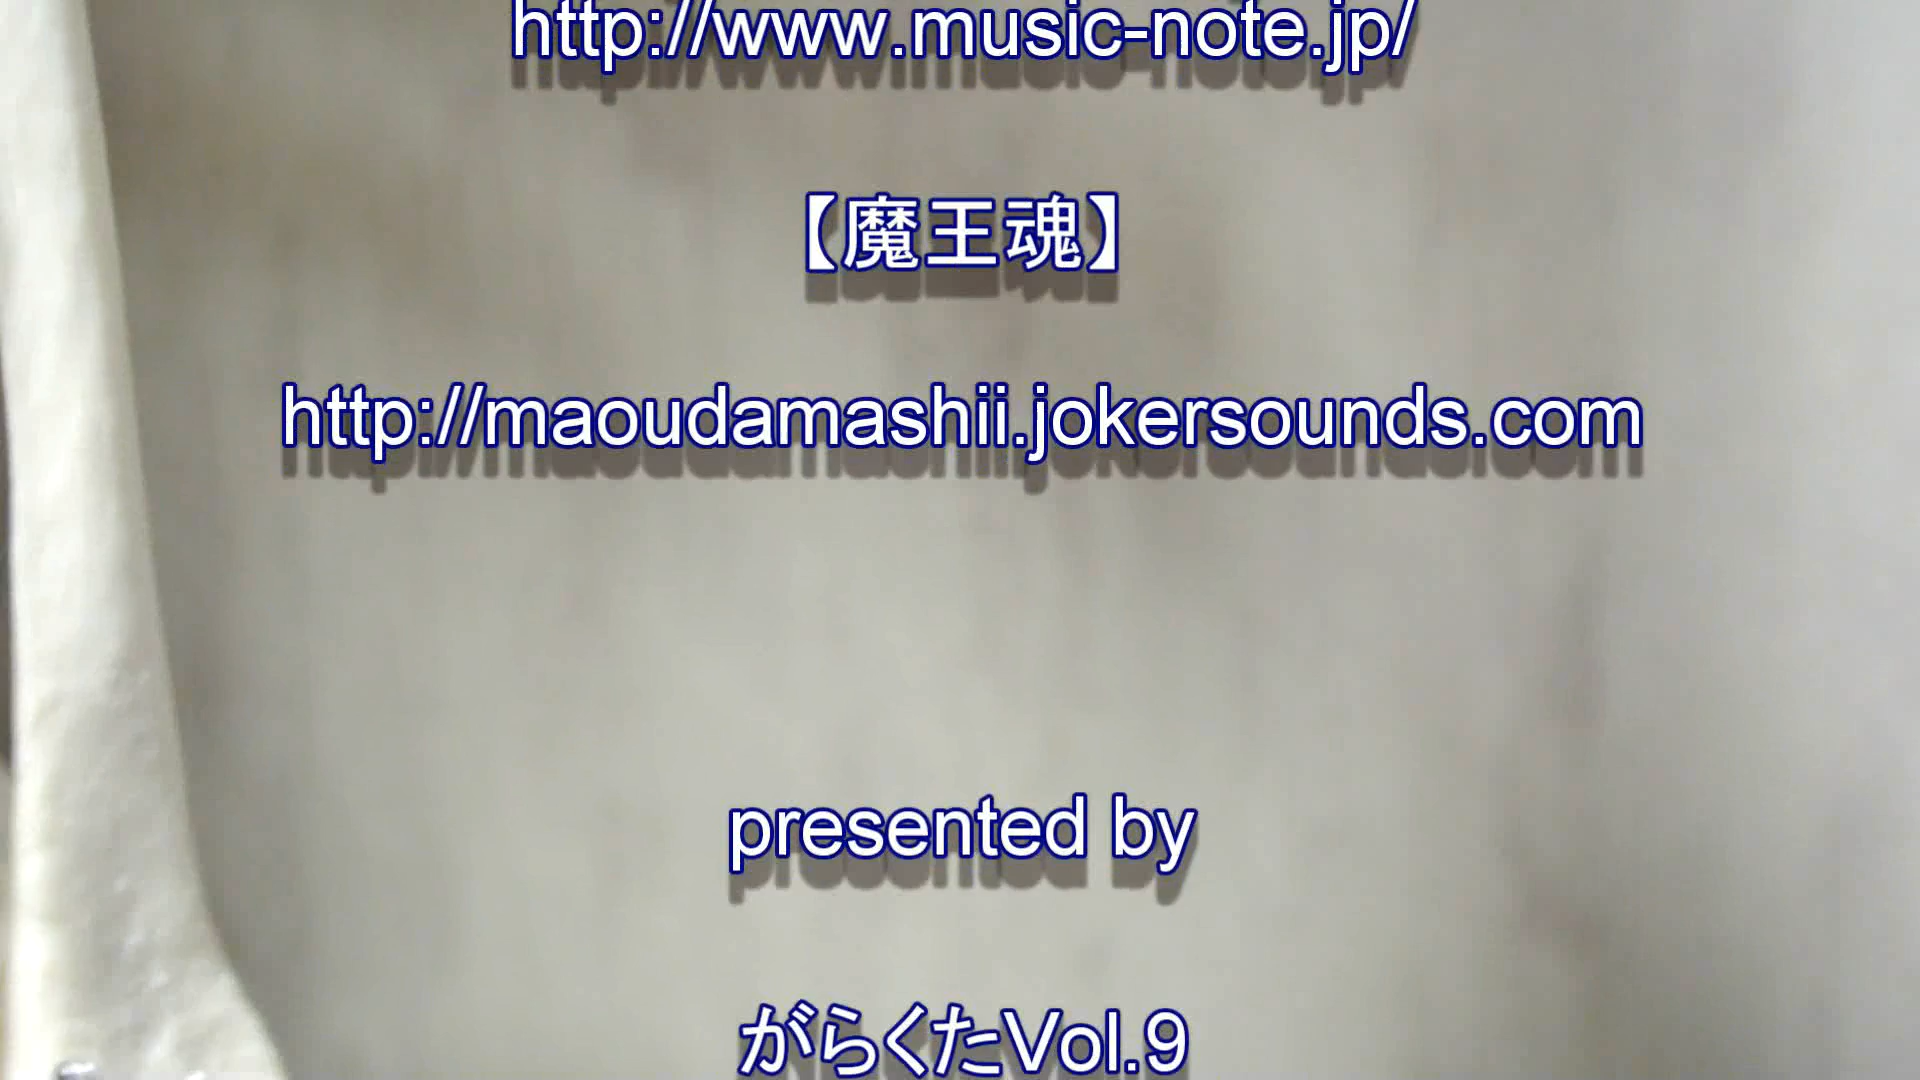 http://www.music-note.jp/
【魔王魂】
http://maoudamashii.jokersounds.com
presented by
がらくたVol.9